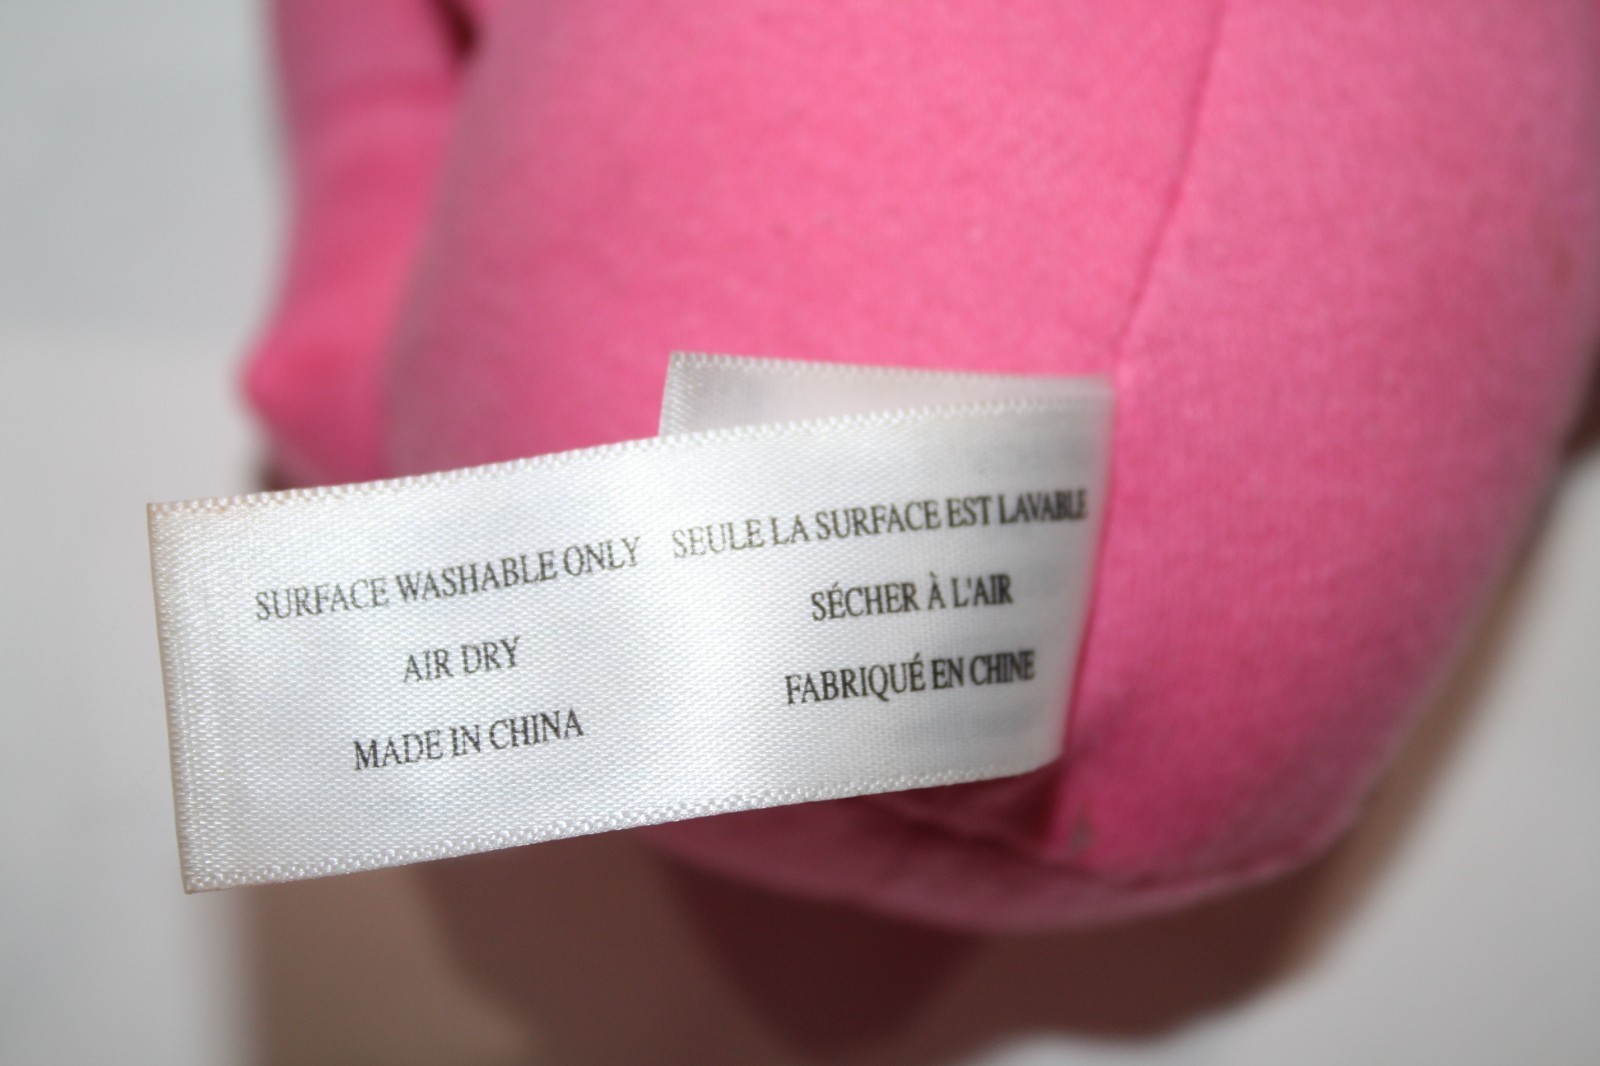 SURFACE WASHABLE ONLY
AIR DRY
MADE IN CHINA
SEULE LA SURFACE EST LAVABLE
SÉCHER À L'AIR
FABRIQUÉ EN CHINE